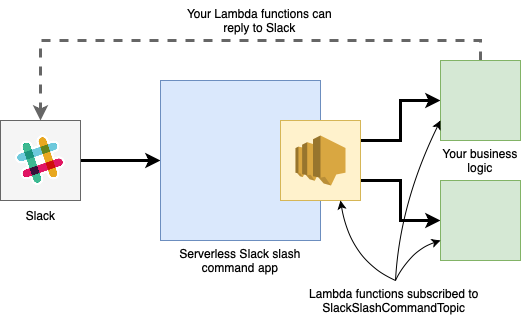 Your Lambda functions can
reply to Slack
Slack
Serverless Slack slash
command app
Your business
logic
Lambda functions subscribed to
SlackSlashCommandTopic